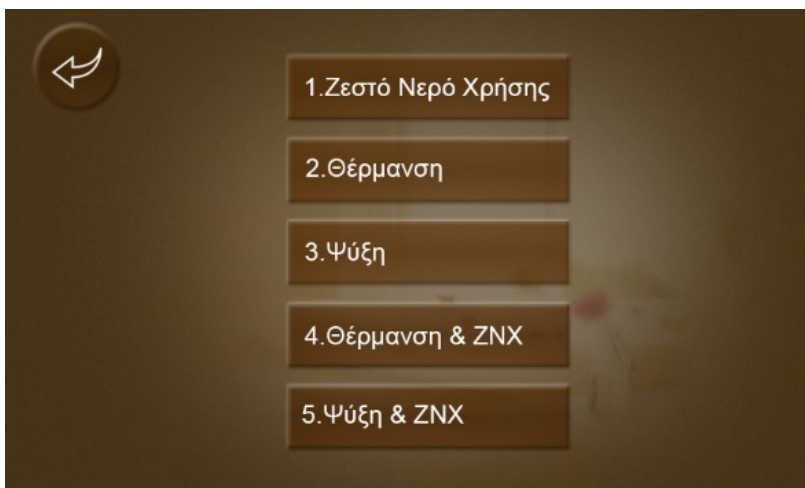 1.Ζεστό Νερό Χρήσης
2.Θέρμανση
3.Ψύξη
4.Θέρμανση & ΖΝΧ
5.Ψύξη & ΖΝΧ